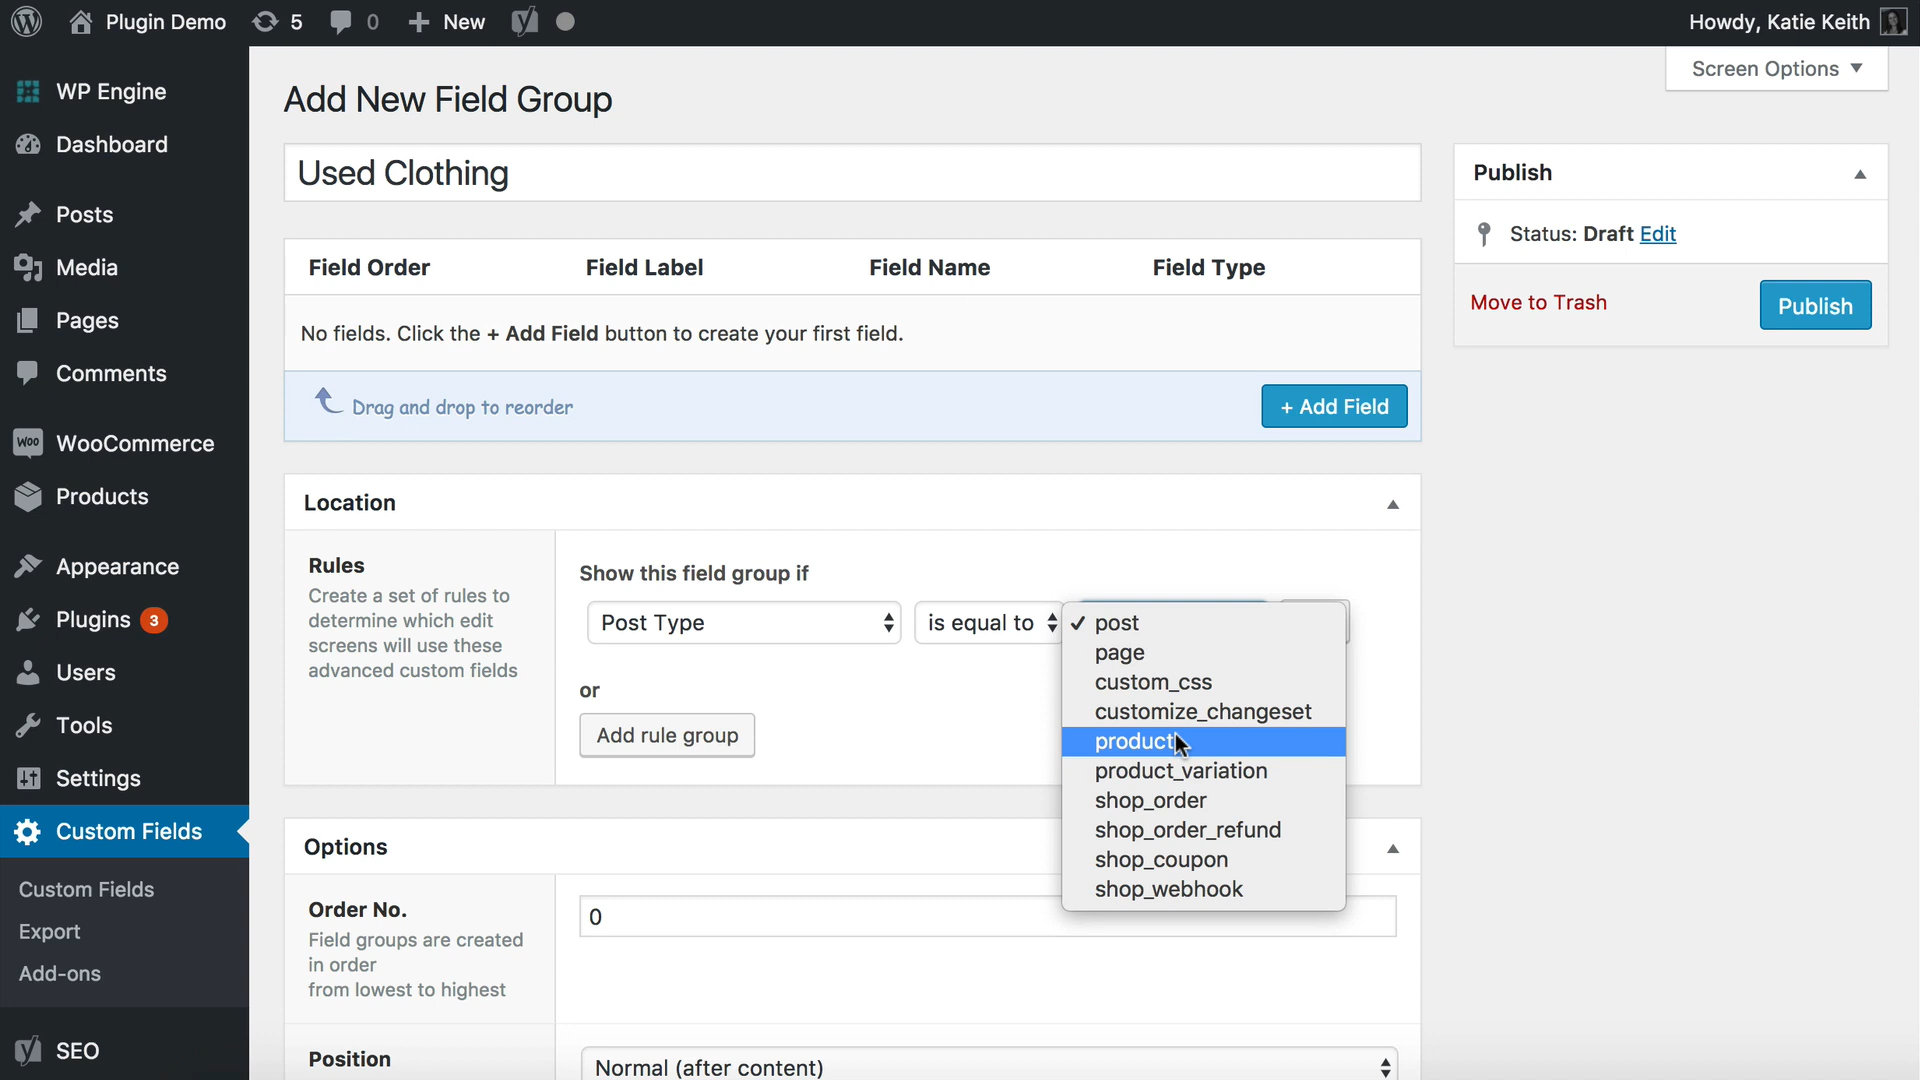 Plugin Demo 5 0 + New Howdy, Katie Keith
Screen Options ▼
WP Engine
Dashboard
Posts
Media
Pages
Comments
Woo WooCommerce
Products
Appearance
Plugins 3
Users
Tools
Settings
Custom Fields
Custom Fields
Export
Add-ons
SEO
Add New Field Group
Used Clothing
Field Order Field Label Field Name Field Type
No fields. Click the + Add Field button to create your first field.
Drag and drop to reorder + Add Field
Location
Rules
Create a set of rules to
determine which edit
screens will use these
advanced custom fields
Show this field group if
Post Type is equal to
✓ post
page
custom_css
customize_changeset
product
product_variation
shop_order
shop_order_refund
shop_coupon
shop_webhook
or
Add rule group
Options
Order No.
Field groups are created
in order
from lowest to highest
0
Position
Normal (after content)
Publish
Status: Draft Edit
Move to Trash Publish